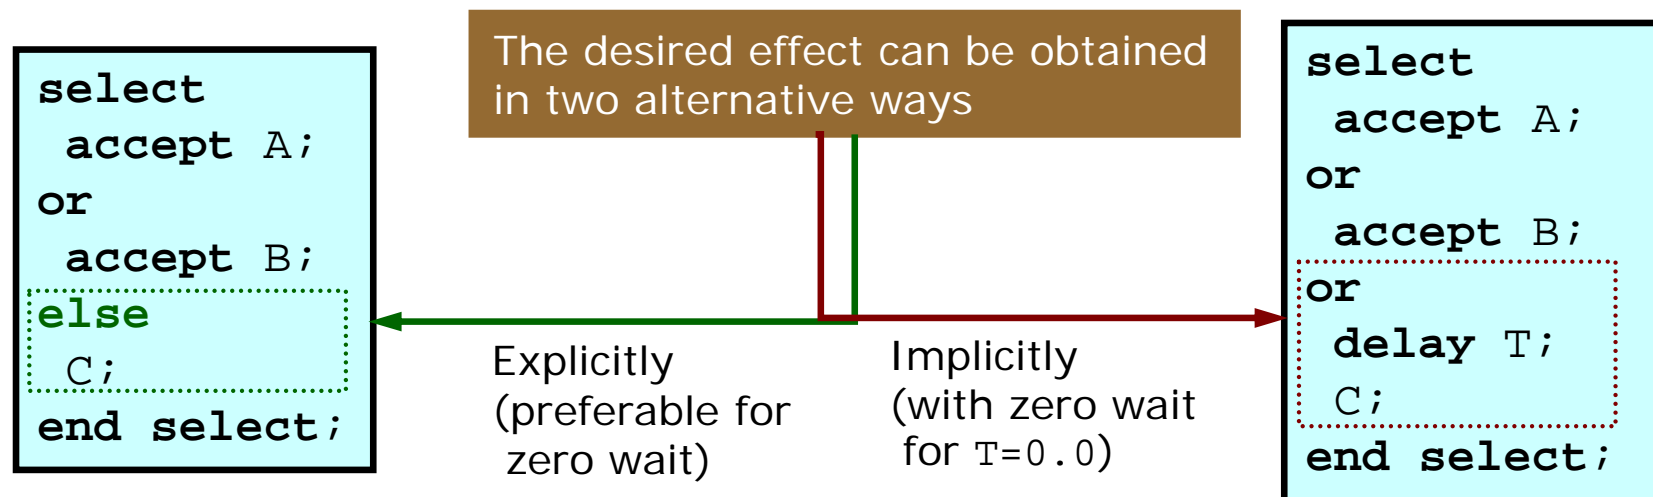 select
accept A;
or
accept B;
else
C;
end select;
The desired effect can be obtained
in two alternative ways
Explicitly
(preferable for
zero wait)
Implicitly
(with zero wait
for T=0.0)
select
accept A;
or
accept B;
or
delay T;
C;
end select;